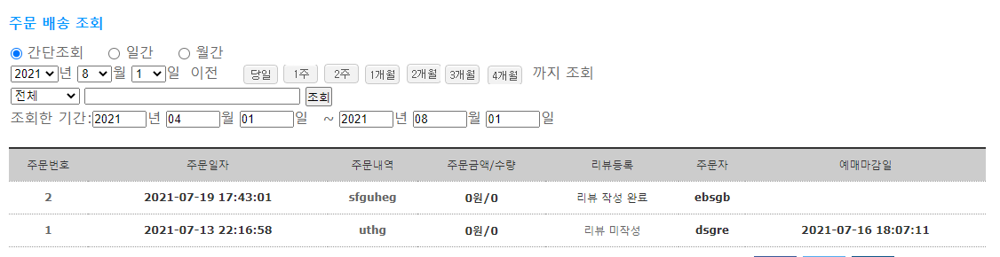 주문 배송 조회
간단조회 일간 월간
2021 년 8 월 1 일 이전 당일 1주 2주 1개월 2개월 3개월 4개월 까지 조회
전체 조회
조회한 기간: 2021 년 04 월 01 일 ~ 2021 년 08 월 01 일
주문번호 주문일자 주문내역 주문금액/수량 리뷰등록 주문자 예매마감일
2 2021-07-19 17:43:01 sfguheg 0원/0 리뷰 작성 완료 ebsgb
1 2021-07-13 22:16:58 uthg 0원/0 리뷰 미작성 dsgre 2021-07-16 18:07:11